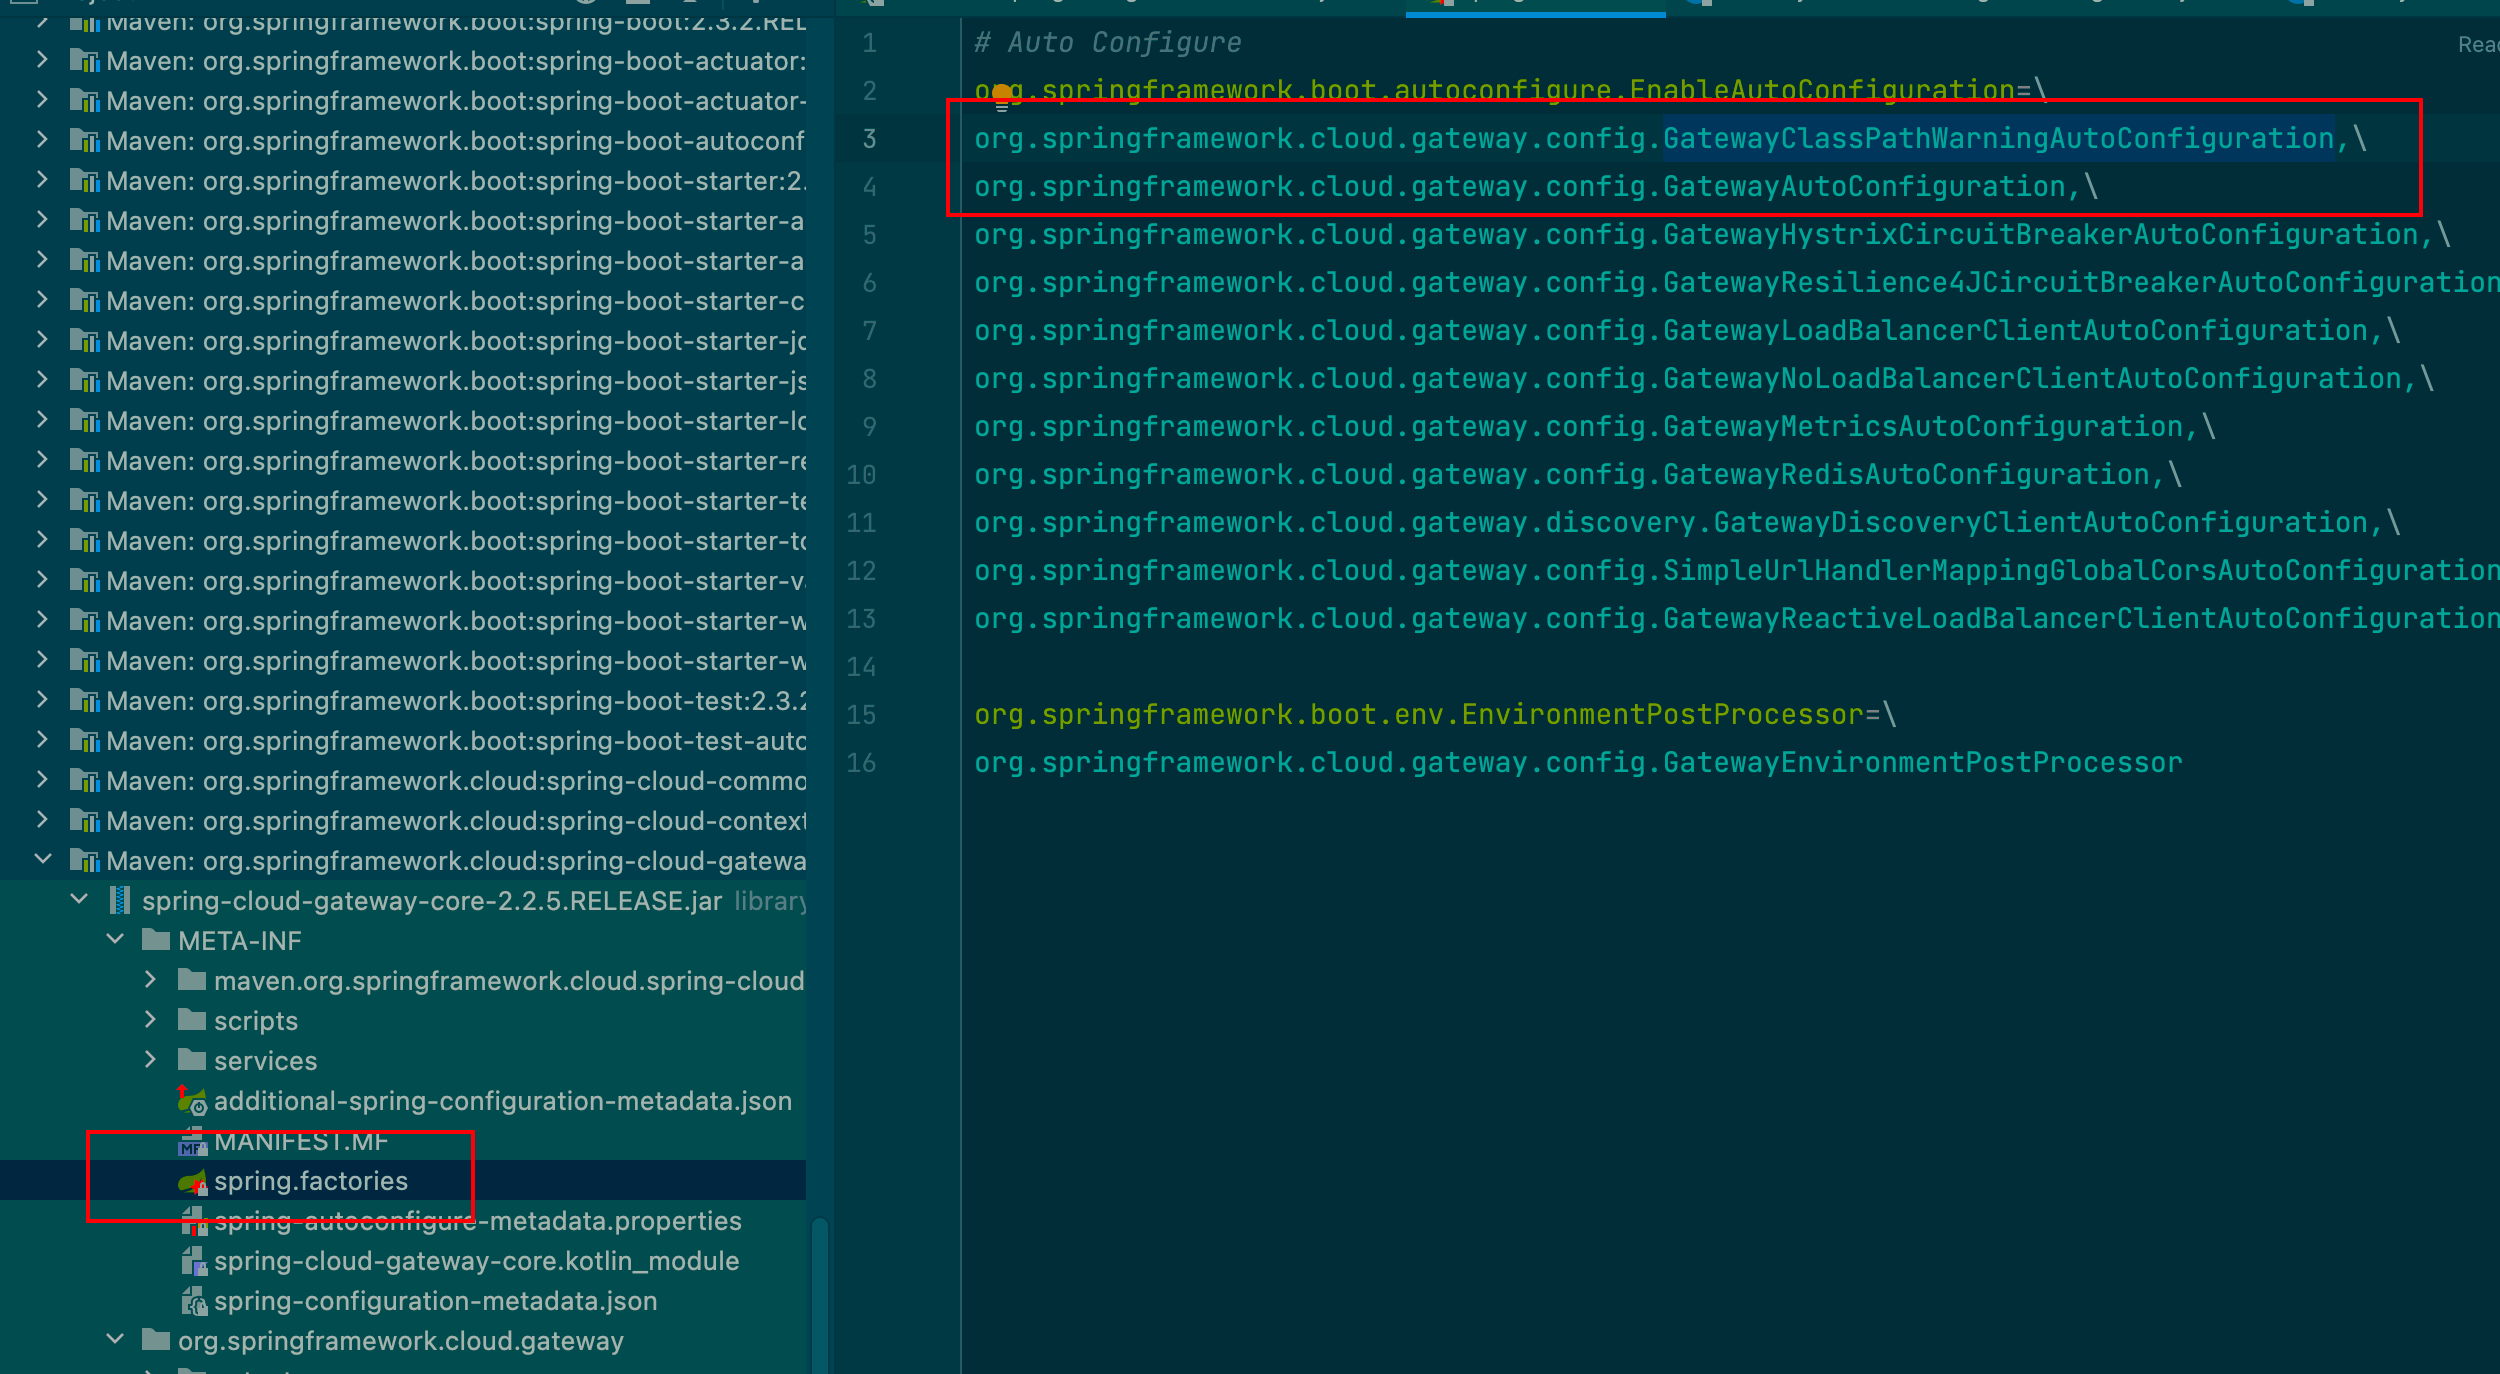 Maven: org.springframework.boot:spring-boot:2.3.2.REL
Maven: org.springframework.boot:spring-boot-actuator:
Maven: org.springframework.boot:spring-boot-actuator-
Maven: org.springframework.boot:spring-boot-autoconf
Maven: org.springframework.boot:spring-boot-starter:2.
Maven: org.springframework.boot:spring-boot-starter-a
Maven: org.springframework.boot:spring-boot-starter-a
Maven: org.springframework.boot:spring-boot-starter-c
Maven: org.springframework.boot:spring-boot-starter-jd
Maven: org.springframework.boot:spring-boot-starter-js
Maven: org.springframework.boot:spring-boot-starter-lo
Maven: org.springframework.boot:spring-boot-starter-re
Maven: org.springframework.boot:spring-boot-starter-te
Maven: org.springframework.boot:spring-boot-starter-to
Maven: org.springframework.boot:spring-boot-starter-va
Maven: org.springframework.boot:spring-boot-starter-w
Maven: org.springframework.boot:spring-boot-starter-w
Maven: org.springframework.boot:spring-boot-test:2.3.2
Maven: org.springframework.boot:spring-boot-test-auto
Maven: org.springframework.cloud:spring-cloud-commo
Maven: org.springframework.cloud:spring-cloud-context
Maven: org.springframework.cloud:spring-cloud-gatewa
spring-cloud-gateway-core-2.2.5.RELEASE.jar library
META-INF
maven.org.springframework.cloud.spring-cloud
scripts
services
additional-spring-configuration-metadata.json
MANIFEST.MF
spring.factories
spring-autoconfigure-metadata.properties
spring-cloud-gateway-core.kotlin_module
spring-configuration-metadata.json
org.springframework.cloud.gateway
1 # Auto Configure
2 org.springframework.boot.autoconfigure.EnableAutoConfiguration=\
3 org.springframework.cloud.gateway.config.GatewayClassPathWarningAutoConfiguration,\
4 org.springframework.cloud.gateway.config.GatewayAutoConfiguration,\
5 org.springframework.cloud.gateway.config.GatewayHystrixCircuitBreakerAutoConfiguration,\
6 org.springframework.cloud.gateway.config.GatewayResilience4JCircuitBreakerAutoConfiguration
7 org.springframework.cloud.gateway.config.GatewayLoadBalancerClientAutoConfiguration,\
8 org.springframework.cloud.gateway.config.GatewayNoLoadBalancerClientAutoConfiguration,\
9 org.springframework.cloud.gateway.config.GatewayMetricsAutoConfiguration,\
10 org.springframework.cloud.gateway.config.GatewayRedisAutoConfiguration,\
11 org.springframework.cloud.gateway.discovery.GatewayDiscoveryClientAutoConfiguration,\
12 org.springframework.cloud.gateway.config.SimpleUrlHandlerMappingGlobalCorsAutoConfiguration
13 org.springframework.cloud.gateway.config.GatewayReactiveLoadBalancerClientAutoConfiguration
14
15 org.springframework.boot.env.EnvironmentPostProcessor=\
16 org.springframework.cloud.gateway.config.GatewayEnvironmentPostProcessor